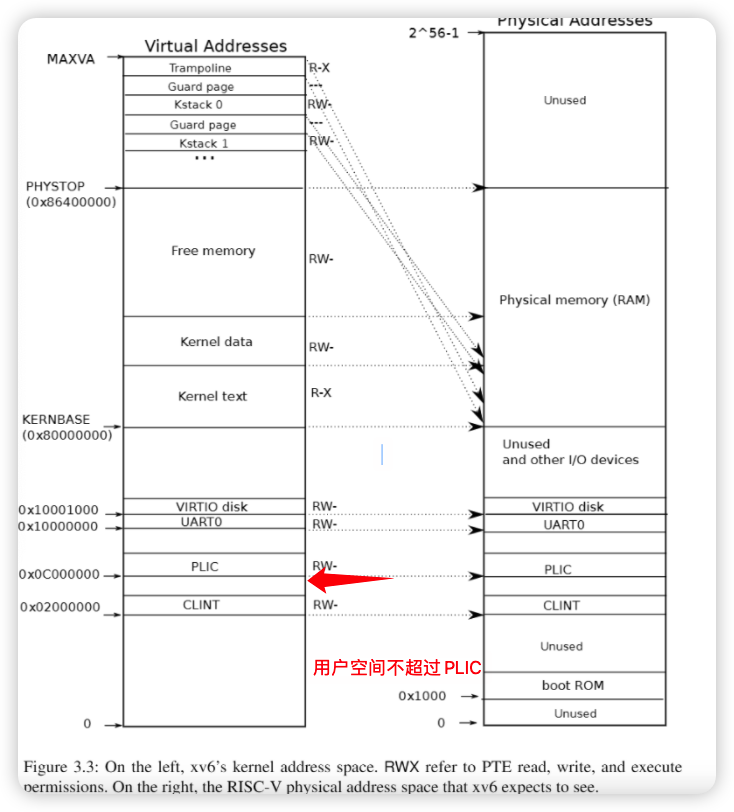 Physical Addresses
2^56-1
Virtual Addresses
MAXVA
Trampoline
R-X
Guard page
---
Kstack 0
RW-
Guard page
---
Kstack 1
RW-
...
Unused
PHYSTOP
(0x86400000)
Free memory
RW-
Physical memory (RAM)
Kernel data
RW-
Kernel text
R-X
KERNBASE
(0x80000000)
Unused
and other I/O devices
0x10001000
VIRTIO disk
RW-
VIRTIO disk
0x10000000
UART0
RW-
UART0
PLIC
RW-
PLIC
0x0C000000
CLINT
RW-
CLINT
0x02000000
Unused
用户空间不超过 PLIC
boot ROM
0x1000
Unused
0
0
Figure 3.3: On the left, xv6's kernel address space. RWX refer to PTE read, write, and execute
permissions. On the right, the RISC-V physical address space that xv6 expects to see.